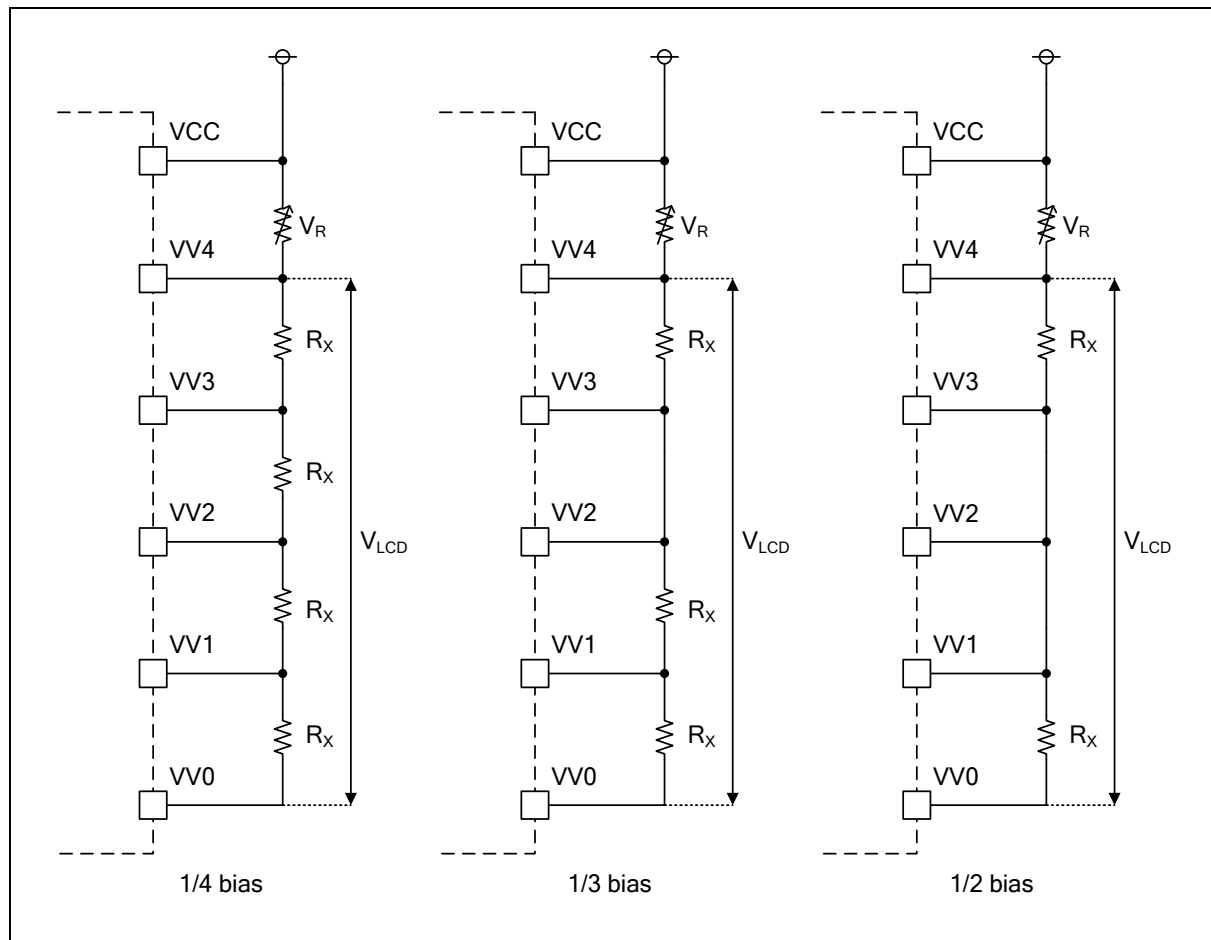 VCC
V_R
VV4
R_X
VV3
R_X
VV2
V_LCD
R_X
VV1
R_X
VV0
1/4 bias
VCC
V_R
VV4
R_X
VV3
VV2
V_LCD
R_X
VV1
R_X
VV0
1/3 bias
VCC
V_R
VV4
R_X
VV3
VV2
V_LCD
VV1
R_X
VV0
1/2 bias